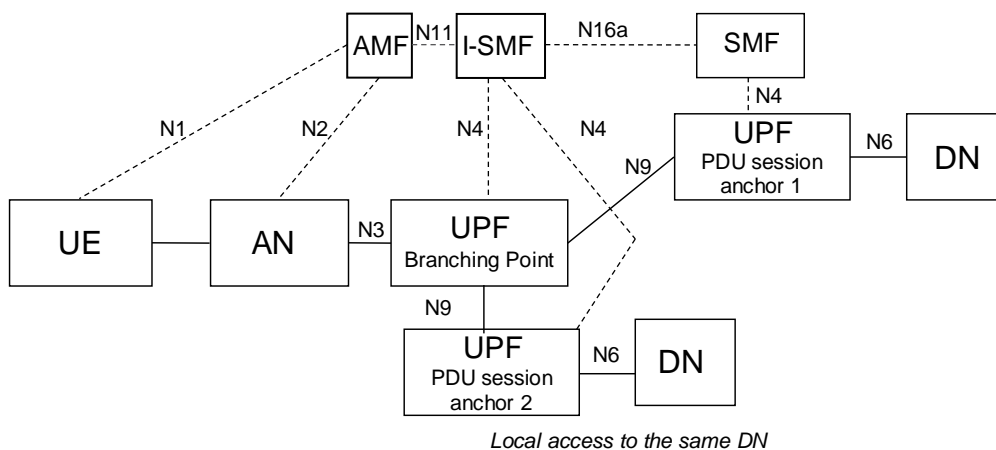 AMF
N11
I-SMF
N16a
SMF
N1
N2
N4
N4
N4
UPF
PDU session
anchor 1
N6
DN
N9
UE
AN
N3
UPF
Branching Point
N9
UPF
PDU session
anchor 2
N6
DN
Local access to the same DN